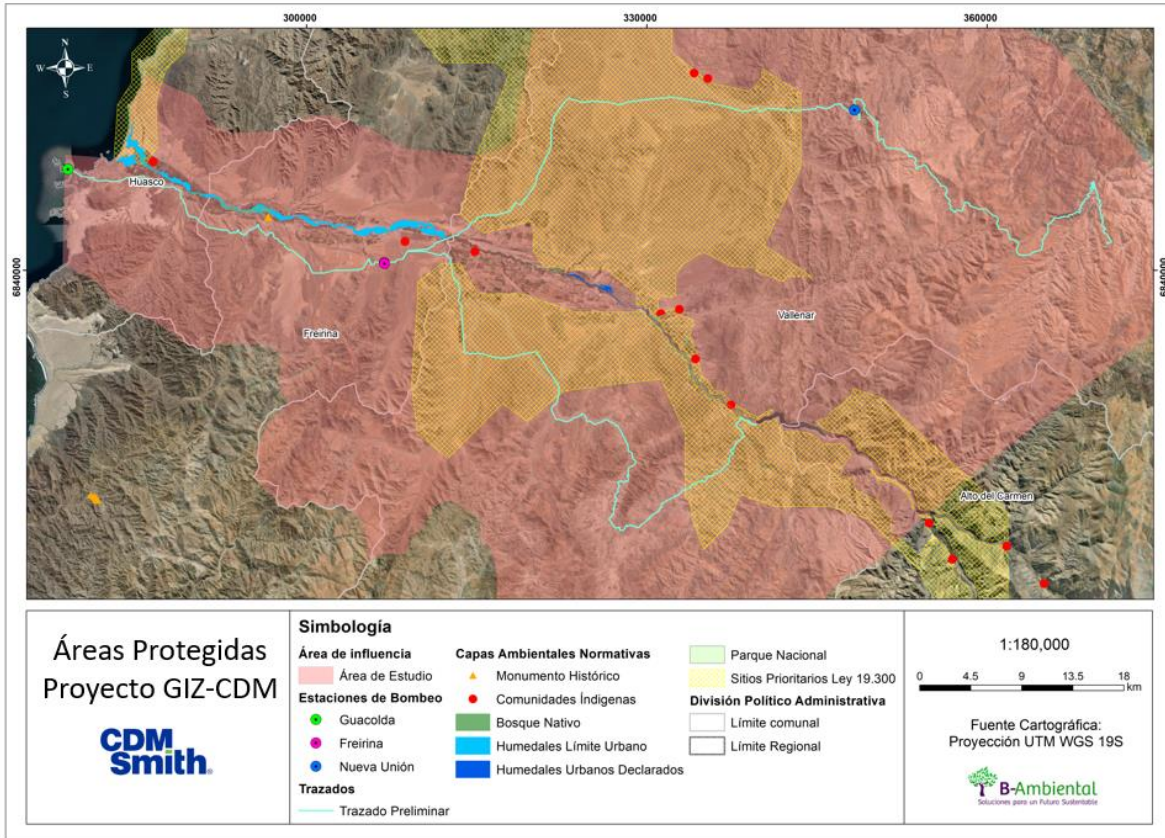 300000
330000
360000
N
W
E
S
6840000
6840000
Huasco
Freirina
Vallenar
Alto del Carmen
Áreas Protegidas
Proyecto GIZ-CDM
CDM
Smith.
Simbología
Área de influencia
Área de Estudio
Estaciones de Bombeo
Guacolda
Freirina
Nueva Unión
Trazados
Trazado Preliminar
Capas Ambientales Normativas
Monumento Histórico
Comunidades Índigenas
Bosque Nativo
Humedales Límite Urbano
Humedales Urbanos Declarados
Parque Nacional
Sitios Prioritarios Ley 19.300
División Político Administrativa
Límite comunal
Límite Regional
1:180,000
0 4.5 9 13.5 18
km
Fuente Cartográfica:
Proyección UTM WGS 19S
B-Ambiental
Soluciones para un Futuro Sustentable